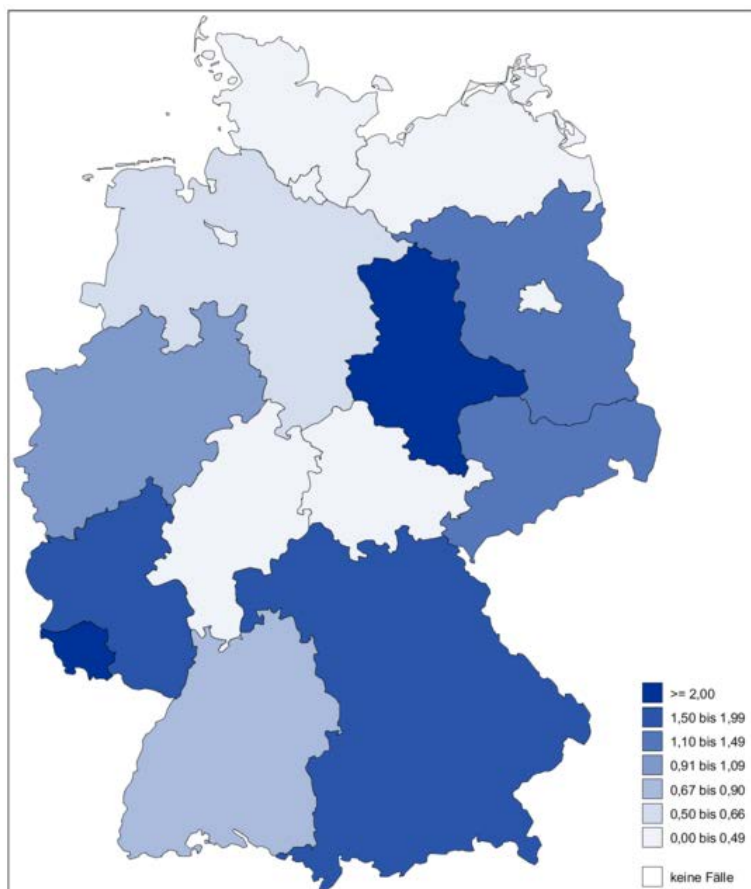 >= 2,00
1,50 bis 1,99
1,10 bis 1,49
0,91 bis 1,09
0,67 bis 0,90
0,50 bis 0,66
0,00 bis 0,49
keine Fälle